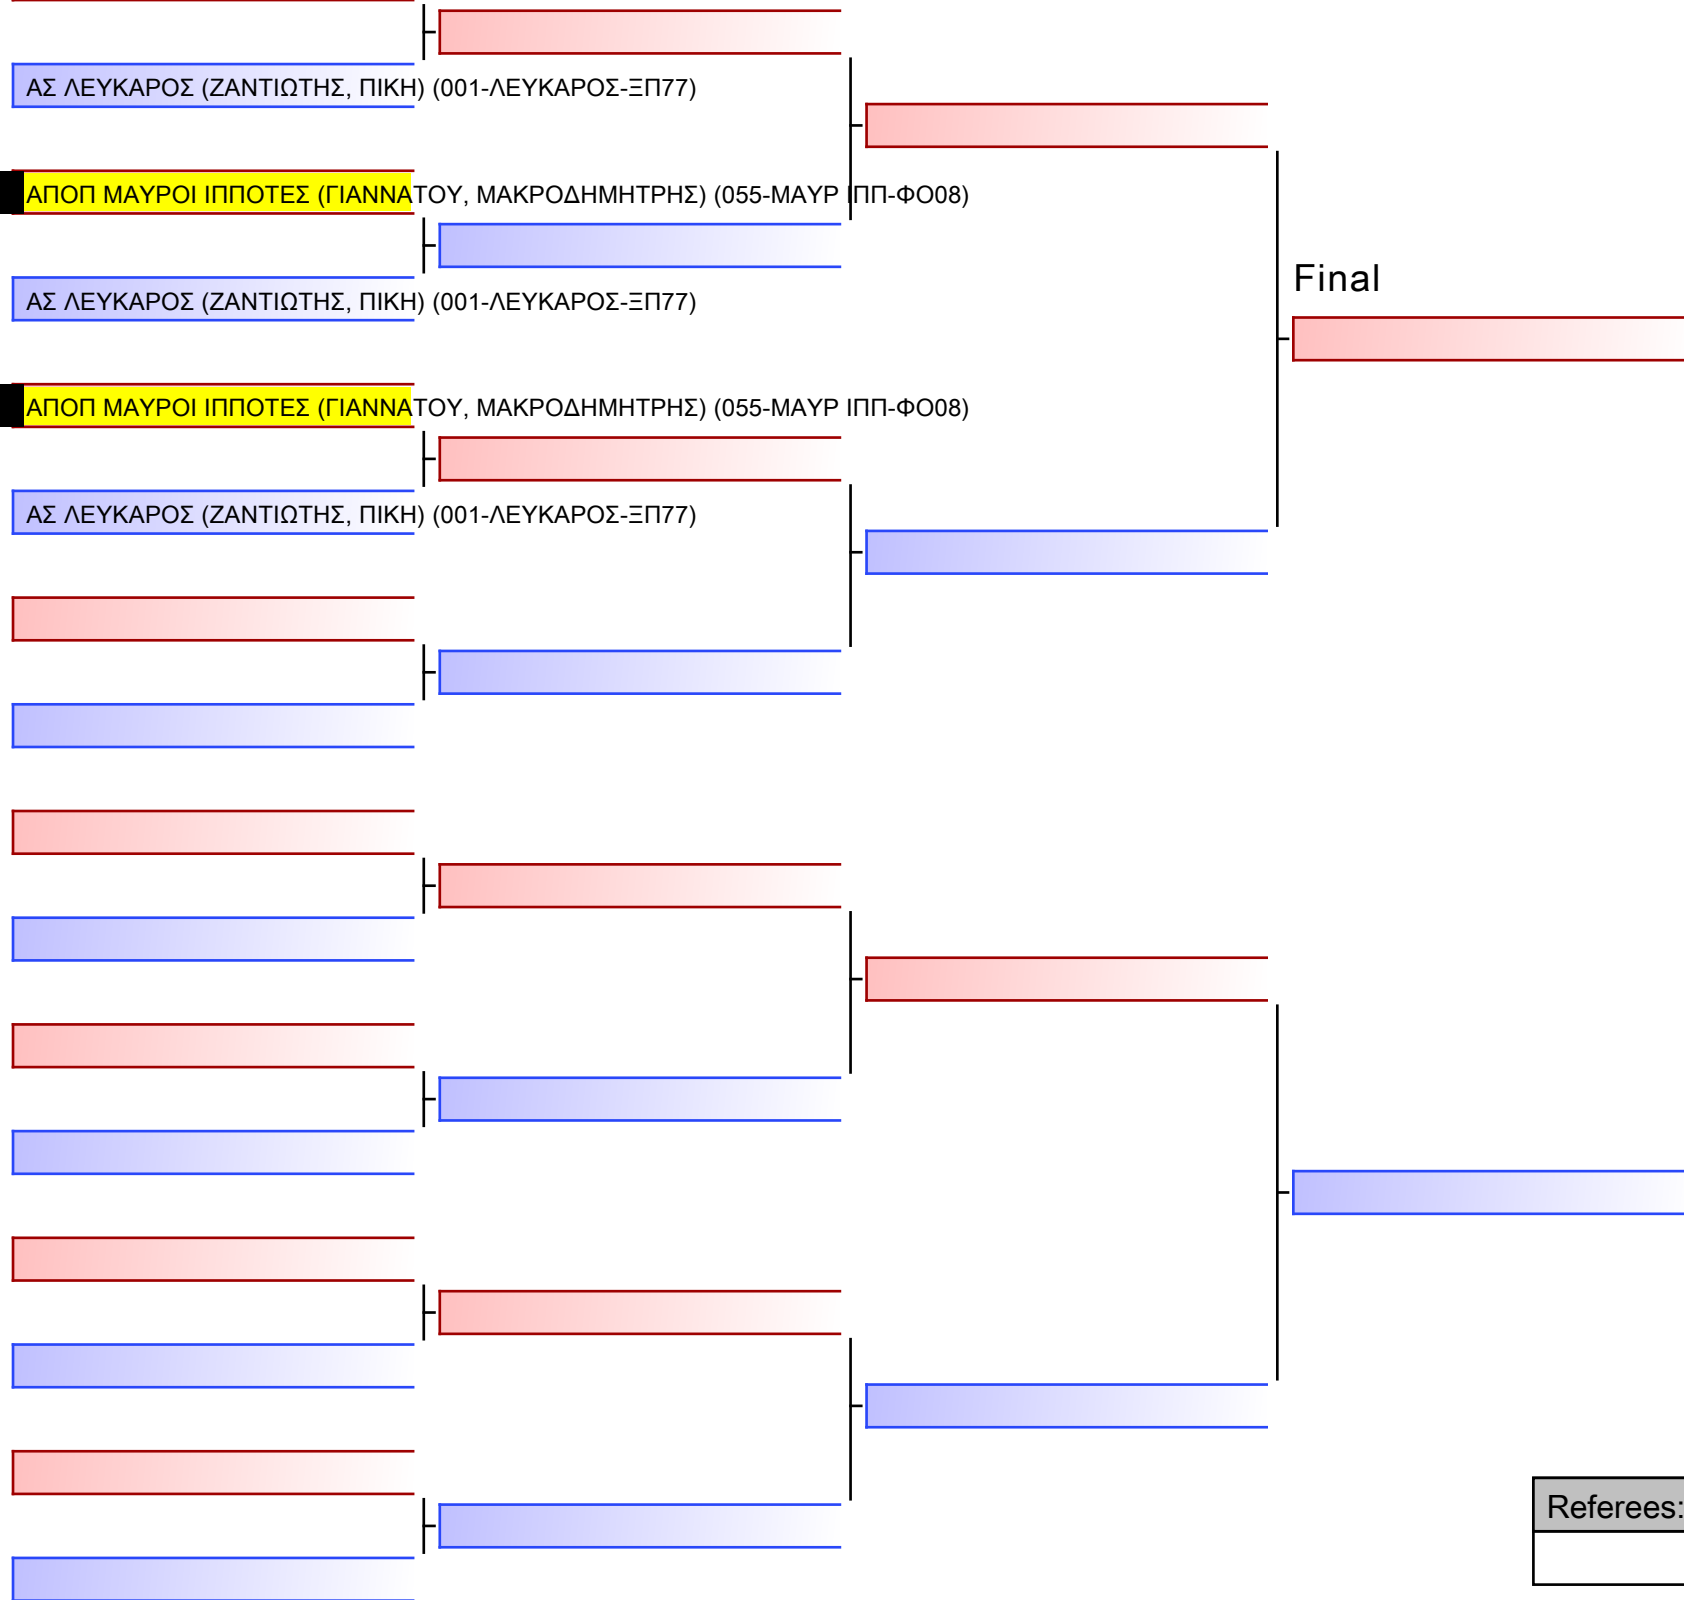 ΑΣ ΛΕΥΚΑΡΟΣ (ΖΑΝΤΙΩΤΗΣ, ΠΙΚΗ) (001-ΛΕΥΚΑΡΟΣ-ΞΠ77)
ΑΠΟΠ ΜΑΥΡΟΙ ΙΠΠΟΤΕΣ (ΓΙΑΝΝΑΤΟΥ, ΜΑΚΡΟΔΗΜΗΤΡΗΣ) (055-ΜΑΥΡ ΙΠΠ-ΦΟ08)
Final
ΑΣ ΛΕΥΚΑΡΟΣ (ΖΑΝΤΙΩΤΗΣ, ΠΙΚΗ) (001-ΛΕΥΚΑΡΟΣ-ΞΠ77)
ΑΠΟΠ ΜΑΥΡΟΙ ΙΠΠΟΤΕΣ (ΓΙΑΝΝΑΤΟΥ, ΜΑΚΡΟΔΗΜΗΤΡΗΣ) (055-ΜΑΥΡ ΙΠΠ-ΦΟ08)
ΑΣ ΛΕΥΚΑΡΟΣ (ΖΑΝΤΙΩΤΗΣ, ΠΙΚΗ) (001-ΛΕΥΚΑΡΟΣ-ΞΠ77)
Referees: